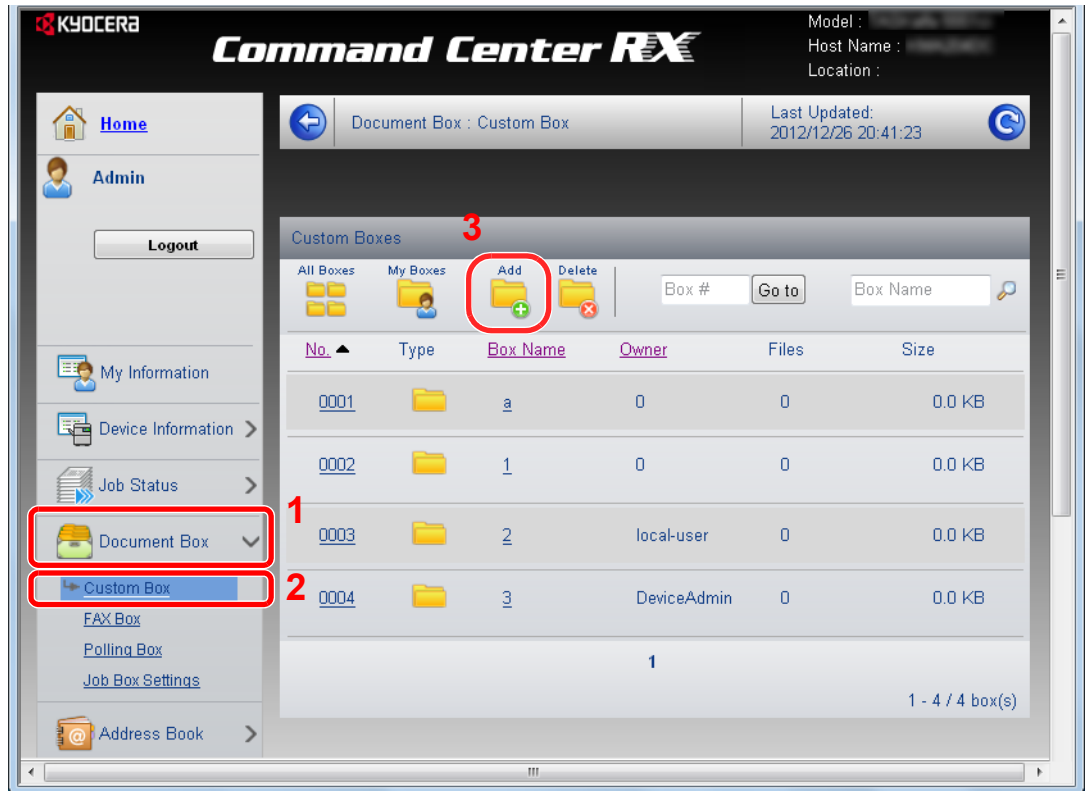 KYOCERA
Command Center RX
Model :
Host Name :
Location :
Home
Admin
Logout
My Information
Device Information
Job Status
1
Document Box
2
Custom Box
FAX Box
Polling Box
Job Box Settings
Address Book
Document Box : Custom Box
Last Updated:
2012/12/26 20:41:23
Custom Boxes
3
All Boxes My Boxes Add Delete
Box # Go to Box Name
No. Type Box Name Owner Files Size
0001 a 0 0 0.0 KB
0002 1 0 0 0.0 KB
0003 2 local-user 0 0.0 KB
0004 3 DeviceAdmin 0 0.0 KB
1
1 - 4 / 4 box(s)